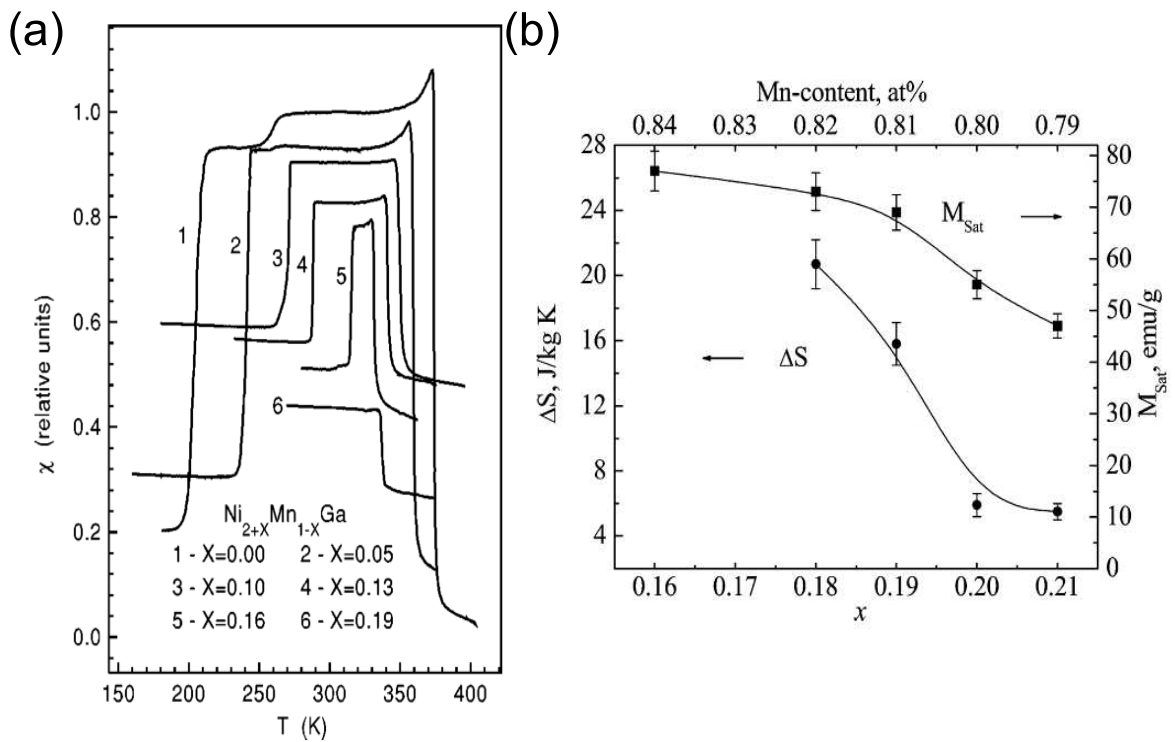 (a)
χ (relative units)
1.0
0.8
0.6
0.4
0.2
0.0
1
2
3
4
5
6
Ni2+XMn1-XGa
1 - X=0.00 2 - X=0.05
3 - X=0.10 4 - X=0.13
5 - X=0.16 6 - X=0.19
150 200 250 300 350 400
T (K)
(b)
Mn-content, at%
0.84 0.83 0.82 0.81 0.80 0.79
ΔS, J/kg K
28
24
20
16
12
8
4
MSat
ΔS
80
70
60
50
40
30
20
10
0
MSat, emu/g
0.16 0.17 0.18 0.19 0.20 0.21
x